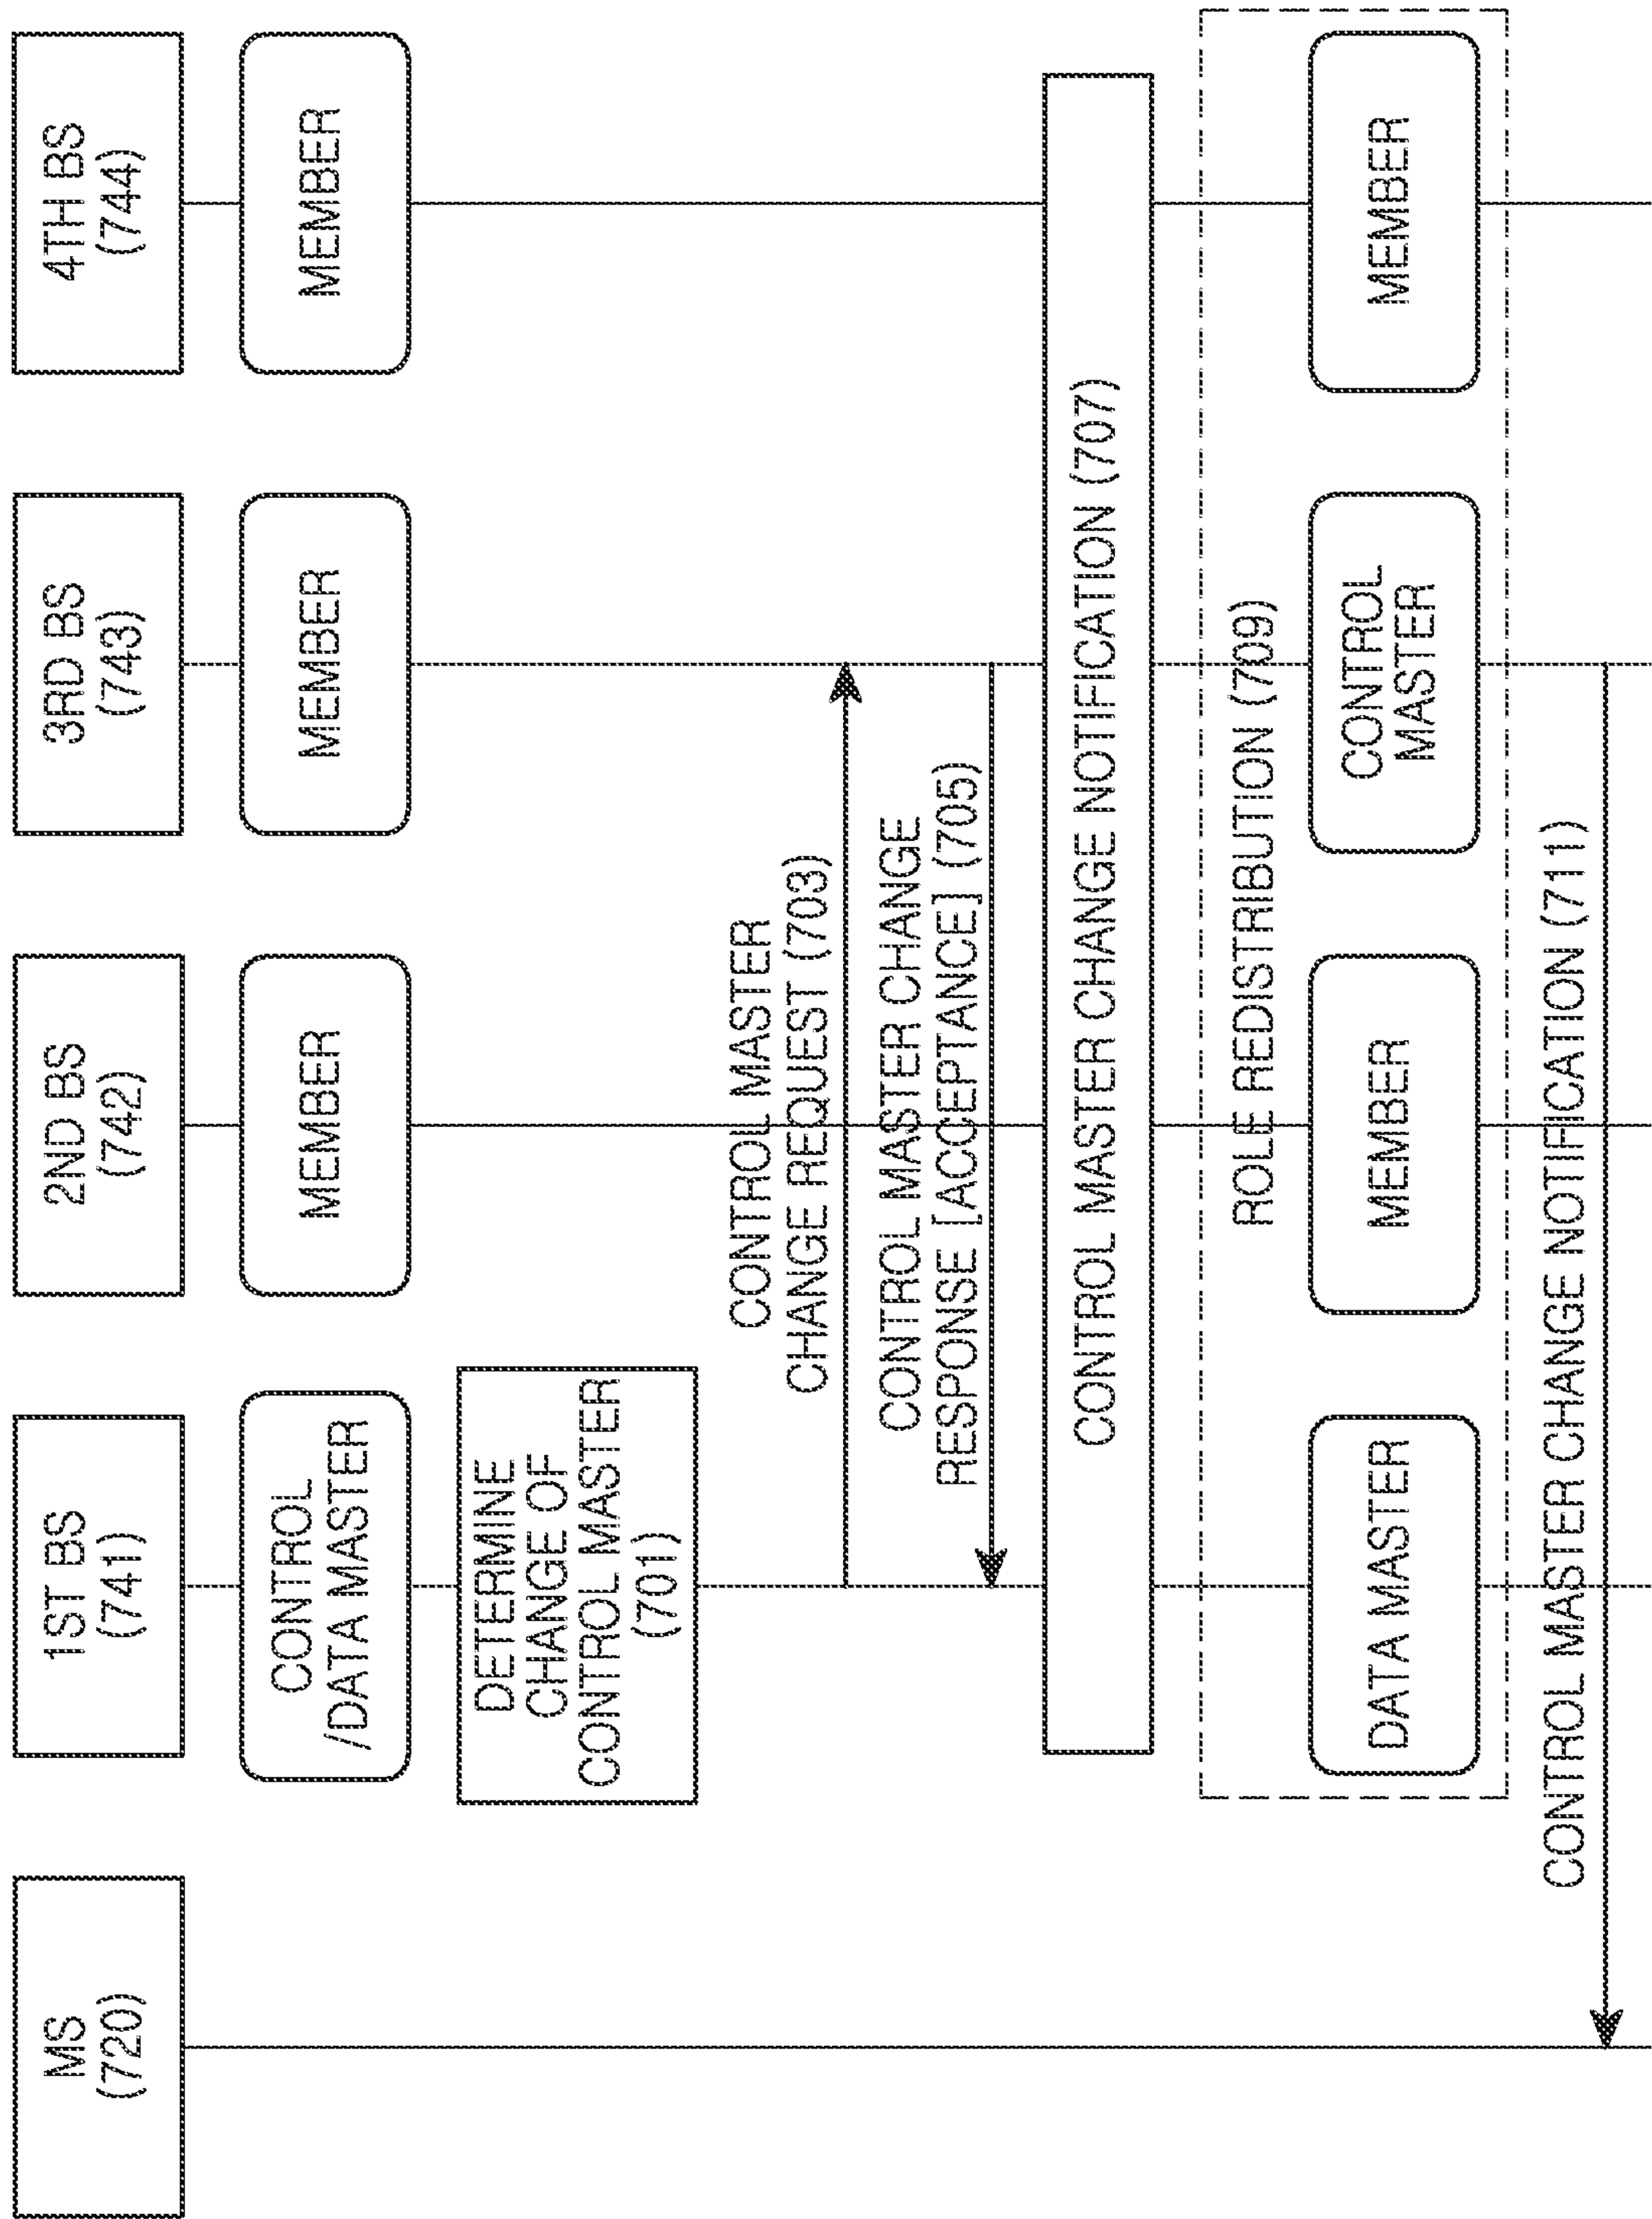 MS
(720)
1ST BS
(741)
2ND BS
(742)
3RD BS
(743)
4TH BS
(744)
CONTROL
/DATA MASTER
MEMBER
MEMBER
MEMBER
DETERMINE
CHANGE OF
CONTROL MASTER
(701)
CONTROL MASTER
CHANGE REQUEST (703)
CONTROL MASTER CHANGE
RESPONSE [ACCEPTANCE] (705)
CONTROL MASTER CHANGE NOTIFICATION (707)
ROLE REDISTRIBUTION (709)
DATA MASTER
MEMBER
CONTROL
MASTER
MEMBER
CONTROL MASTER CHANGE NOTIFICATION (711)